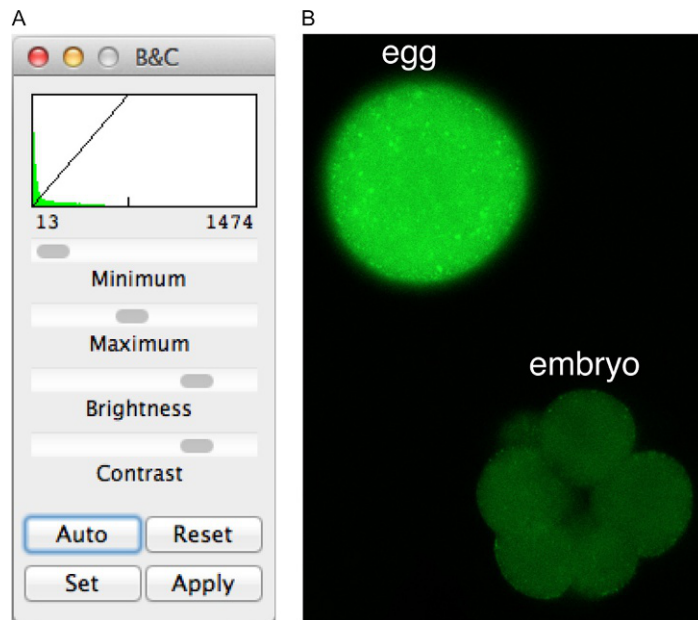 A
B&C
13 1474
Minimum
Maximum
Brightness
Contrast
Auto Reset
Set Apply
B
egg
embryo